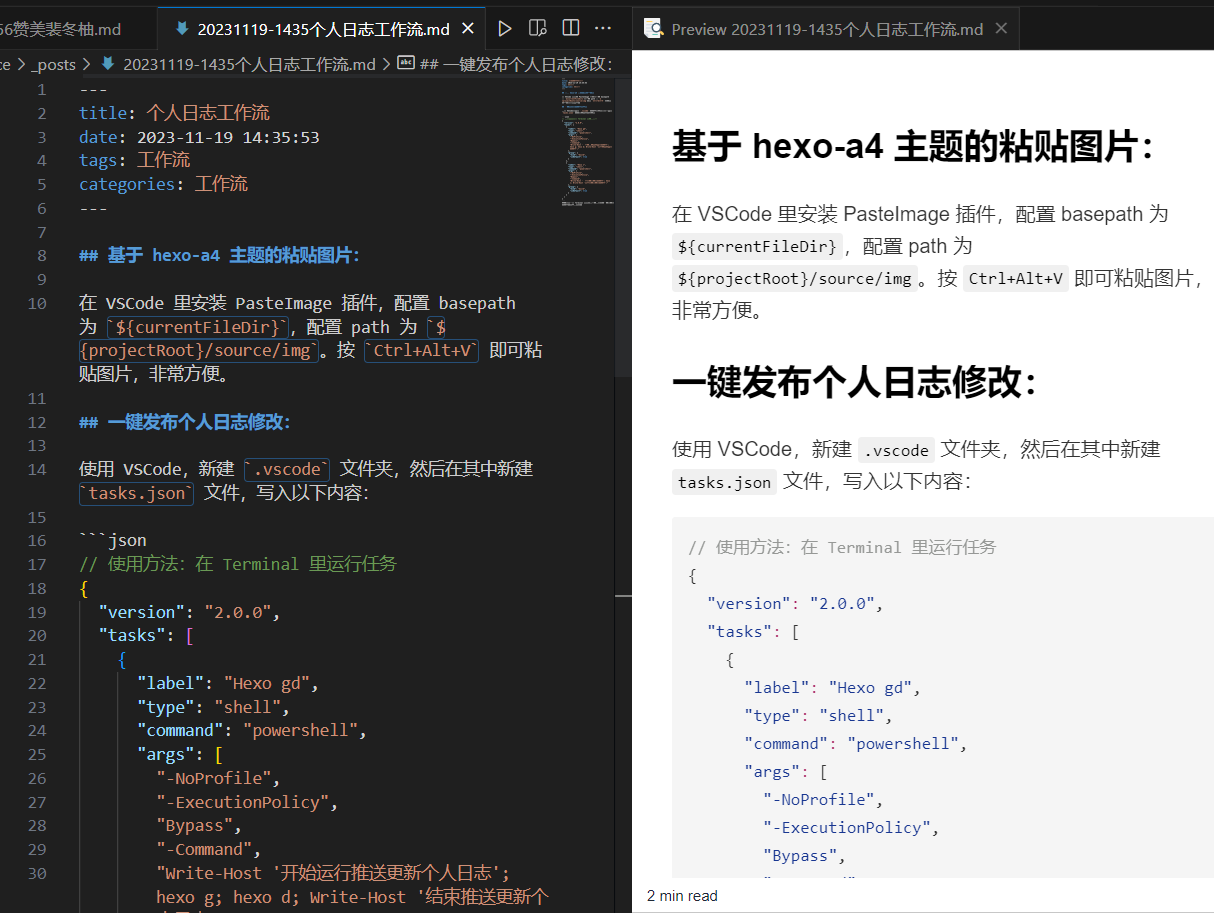 56赞美裴冬柚.md
20231119-1435个人日志工作流.md
Preview 20231119-1435个人日志工作流.md
ce > _posts > 20231119-1435个人日志工作流.md > abc ## 一键发布个人日志修改：
1 ---
2 title: 个人日志工作流
3 date: 2023-11-19 14:35:53
4 tags: 工作流
5 categories: 工作流
6 ---
7
8 ## 基于 hexo-a4 主题的粘贴图片：
9
10 在 VSCode 里安装 PasteImage 插件，配置 basepath
为 `${currentFileDir}`，配置 path 为 `$
{projectRoot}/source/img`。按 `Ctrl+Alt+V` 即可粘
贴图片，非常方便。
11
12 ## 一键发布个人日志修改：
13
14 使用 VSCode，新建 `.vscode` 文件夹，然后在其中新建
`tasks.json` 文件，写入以下内容：
15
16 ```json
17 // 使用方法：在 Terminal 里运行任务
18 {
19 "version": "2.0.0",
20 "tasks": [
21 {
22 "label": "Hexo gd",
23 "type": "shell",
24 "command": "powershell",
25 "args": [
26 "-NoProfile",
27 "-ExecutionPolicy",
28 "Bypass",
29 "-Command",
30 "Write-Host '开始运行推送更新个人日志';
hexo g; hexo d; Write-Host '结束推送更新个
基于 hexo-a4 主题的粘贴图片：
在 VSCode 里安装 PasteImage 插件，配置 basepath 为
${currentFileDir}，配置 path 为
${projectRoot}/source/img。按 Ctrl+Alt+V 即可粘贴图片，
非常方便。
一键发布个人日志修改：
使用 VSCode，新建 .vscode 文件夹，然后在其中新建
tasks.json 文件，写入以下内容：
// 使用方法：在 Terminal 里运行任务
{
"version": "2.0.0",
"tasks": [
{
"label": "Hexo gd",
"type": "shell",
"command": "powershell",
"args": [
"-NoProfile",
"-ExecutionPolicy",
"Bypass",
2 min read